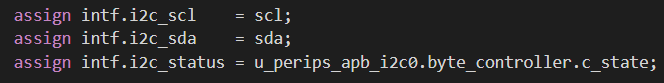 assign intf.i2c_scl    = scl;
assign intf.i2c_sda    = sda;
assign intf.i2c_status = u_perips_apb_i2c0.byte_controller.c_state;